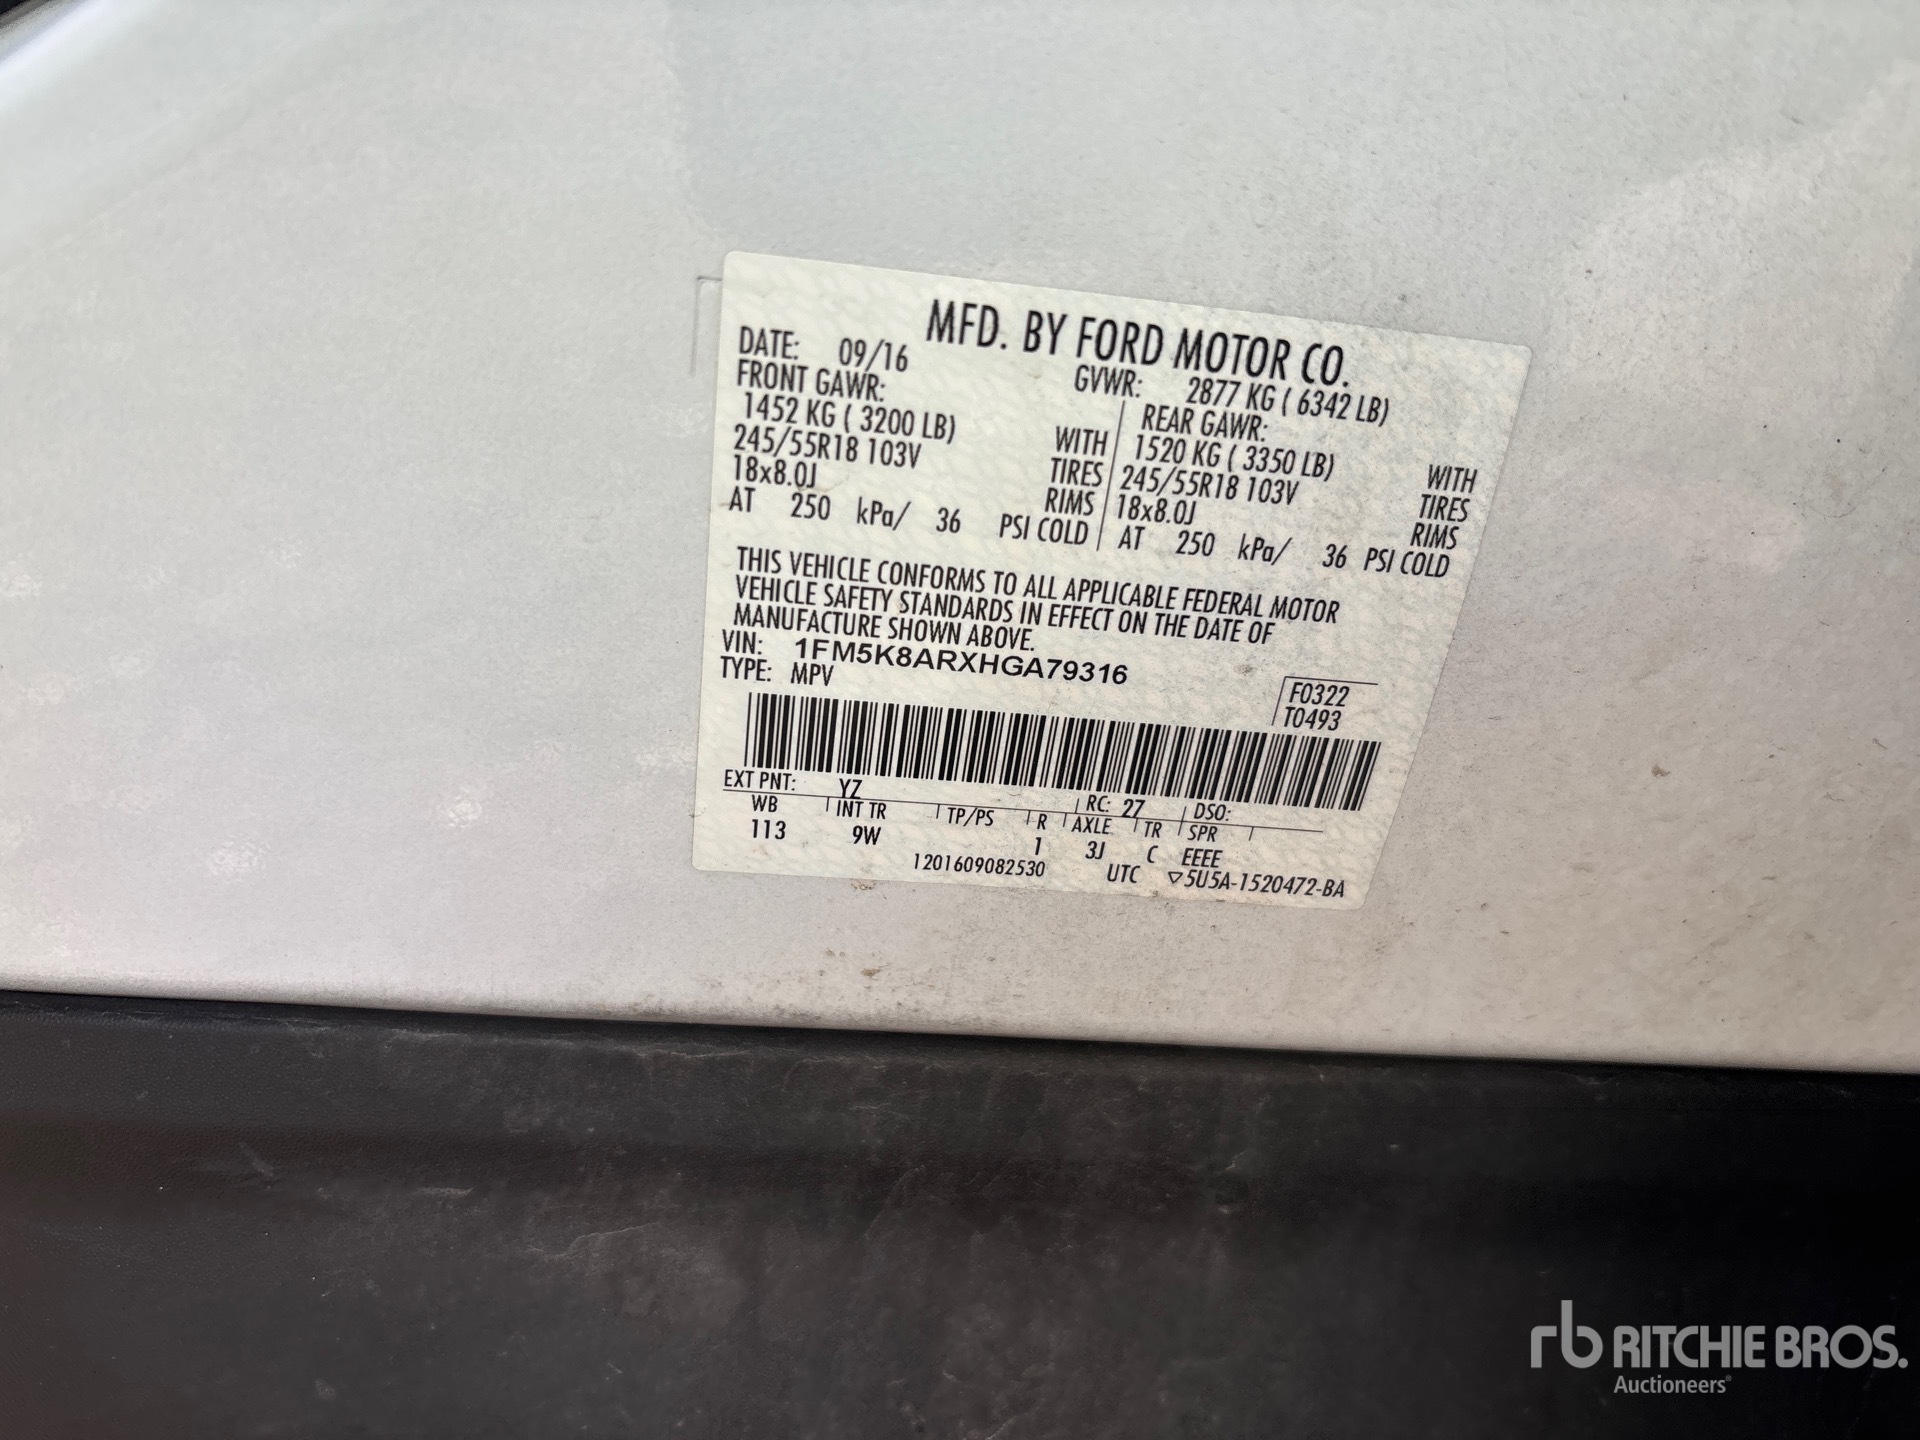 MFD. BY FORD MOTOR CO.
DATE: 09/16 GVWR: 2877 KG ( 6342 LB)
FRONT GAWR: REAR GAWR:
1452 KG ( 3200 LB) WITH 1520 KG ( 3350 LB) WITH
245/55R18 103V TIRES 245/55R18 103V TIRES
18x8.0J RIMS 18x8.0J RIMS
AT 250 kPa/ 36 PSI COLD AT 250 kPa/ 36 PSI COLD
THIS VEHICLE CONFORMS TO ALL APPLICABLE FEDERAL MOTOR
VEHICLE SAFETY STANDARDS IN EFFECT ON THE DATE OF
MANUFACTURE SHOWN ABOVE.
VIN: 1FM5K8ARXHGA79316
TYPE: MPV
F0322
T0493
EXT PNT: YZ RC: 27 DSO:
WB INT TR TP/PS R AXLE TR SPR
113 9W 1 3J C EEEE
1201609082530 UTC ▽5U5A-1520472-BA
rb RITCHIE BROS.
Auctioneers®